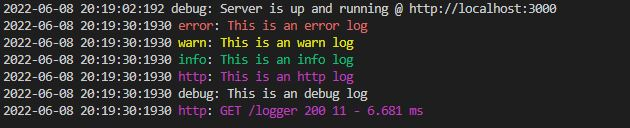 2022-06-08 20:19:02:192 debug: Server is up and running @ http://localhost:3000
2022-06-08 20:19:30:1930 error: This is an error log
2022-06-08 20:19:30:1930 warn: This is an warn log
2022-06-08 20:19:30:1930 info: This is an info log
2022-06-08 20:19:30:1930 http: This is an http log
2022-06-08 20:19:30:1930 debug: This is an debug log
2022-06-08 20:19:30:1930 http: GET /logger 200 11 - 6.681 ms